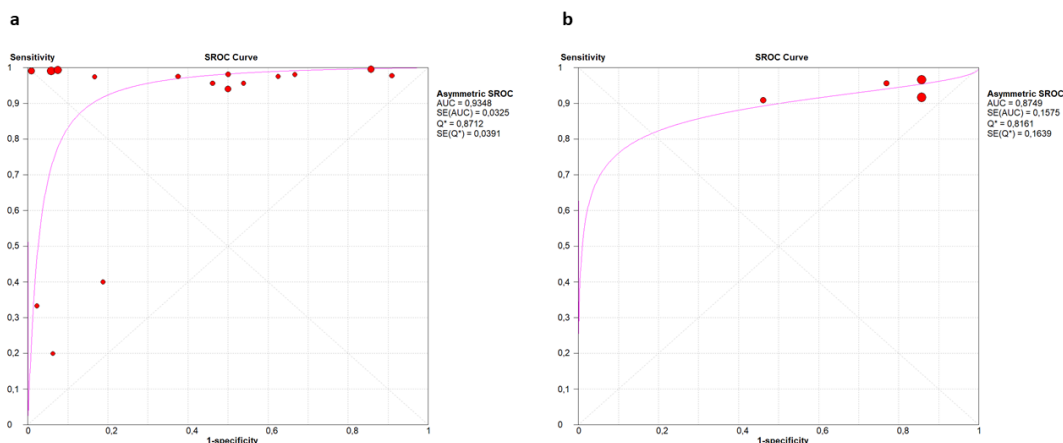 a
Sensitivity
SROC Curve
1
0,9
0,8
0,7
0,6
0,5
0,4
0,3
0,2
0,1
0
0
0,2
0,4
0,6
0,8
1
1-specificity
Asymmetric SROC
AUC = 0,9348
SE(AUC) = 0,0325
Q* = 0,8712
SE(Q*) = 0,0391
b
Sensitivity
SROC Curve
1
0,9
0,8
0,7
0,6
0,5
0,4
0,3
0,2
0,1
0
0
0,2
0,4
0,6
0,8
1
1-specificity
Asymmetric SROC
AUC = 0,8749
SE(AUC) = 0,1575
Q* = 0,8161
SE(Q*) = 0,1639